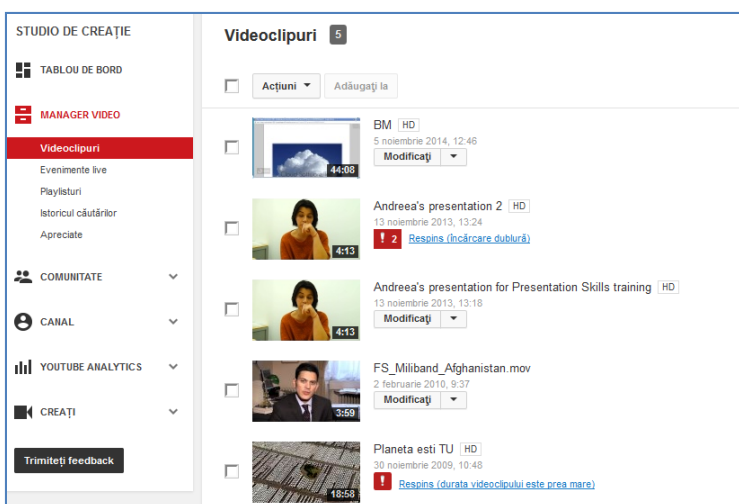 STUDIO DE CREAȚIE
TABLOU DE BORD
MANAGER VIDEO
Videoclipuri
Evenimente live
Playlisturi
Istoricul căutărilor
Apreciate
COMUNITATE
CANAL
YOUTUBE ANALYTICS
CREAȚI
Trimiteți feedback
Videoclipuri 5
Acțiuni Adăugați la
BM HD
5 noiembrie 2014, 12:46
Modificați
44:08
Andreea's presentation 2 HD
13 noiembrie 2013, 13:24
! 2 Respins (încărcare dublură)
4:13
Andreea's presentation for Presentation Skills training HD
13 noiembrie 2013, 13:18
Modificați
4:13
FS_Miliband_Afghanistan.mov
2 februarie 2010, 9:37
Modificați
3:59
Planeta esti TU HD
30 noiembrie 2009, 10:48
! Respins (durata videoclipului este prea mare)
18:58